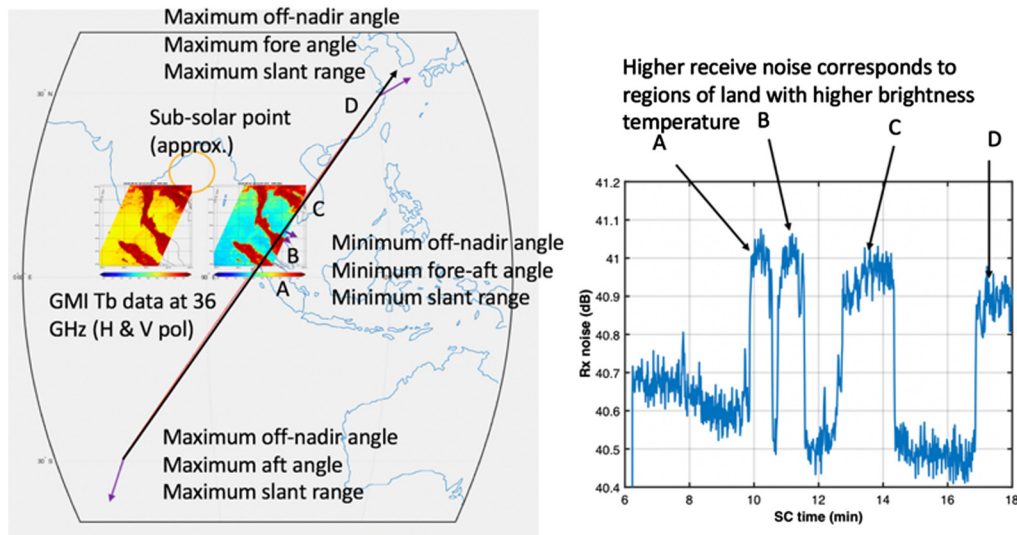 Maximum off-nadir angle
Maximum fore angle
Maximum slant range
D
Sub-solar point
(approx.)
C
B
A
Minimum off-nadir angle
Minimum fore-aft angle
Minimum slant range
GMI Tb data at 36
GHz (H & V pol)
Maximum off-nadir angle
Maximum aft angle
Maximum slant range
Higher receive noise corresponds to
regions of land with higher brightness
temperature
A
B
C
D
41.2
41.1
41
40.9
40.8
40.7
40.6
40.5
40.4
Rx noise (dB)
6 8 10 12 14 16 18
SC time (min)